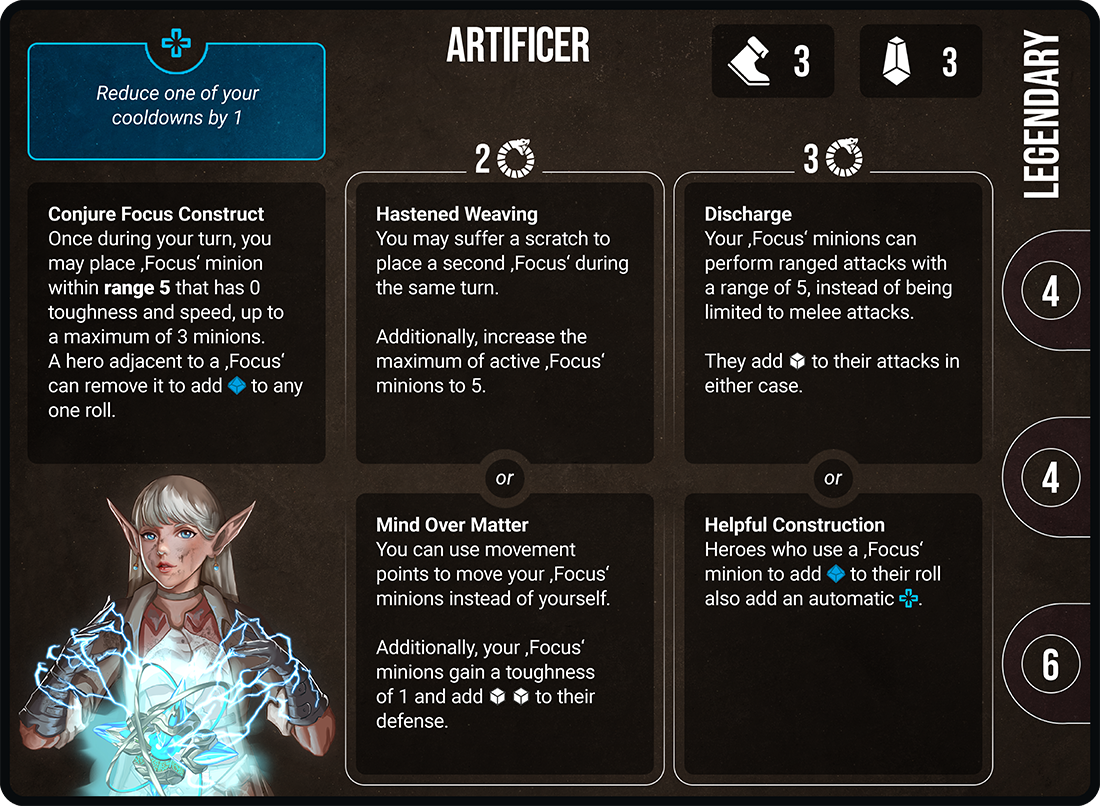 ARTIFICER
3
3
LEGENDARY
Reduce one of your
cooldowns by 1
Conjure Focus Construct
Once during your turn, you
may place ‚Focus‘ minion
within range 5 that has 0
toughness and speed, up to
a maximum of 3 minions.
A hero adjacent to a ‚Focus‘
can remove it to add to any
one roll.
2
Hastened Weaving
You may suffer a scratch to
place a second ‚Focus‘ during
the same turn.
Additionally, increase the
maximum of active ‚Focus‘
minions to 5.
or
Mind Over Matter
You can use movement
points to move your ‚Focus‘
minions instead of yourself.
Additionally, your ‚Focus‘
minions gain a toughness
of 1 and add to their
defense.
3
Discharge
Your ‚Focus‘ minions can
perform ranged attacks with
a range of 5, instead of being
limited to melee attacks.
They add to their attacks in
either case.
or
Helpful Construction
Heroes who use a ‚Focus‘
minion to add to their roll
also add an automatic .
4
4
6